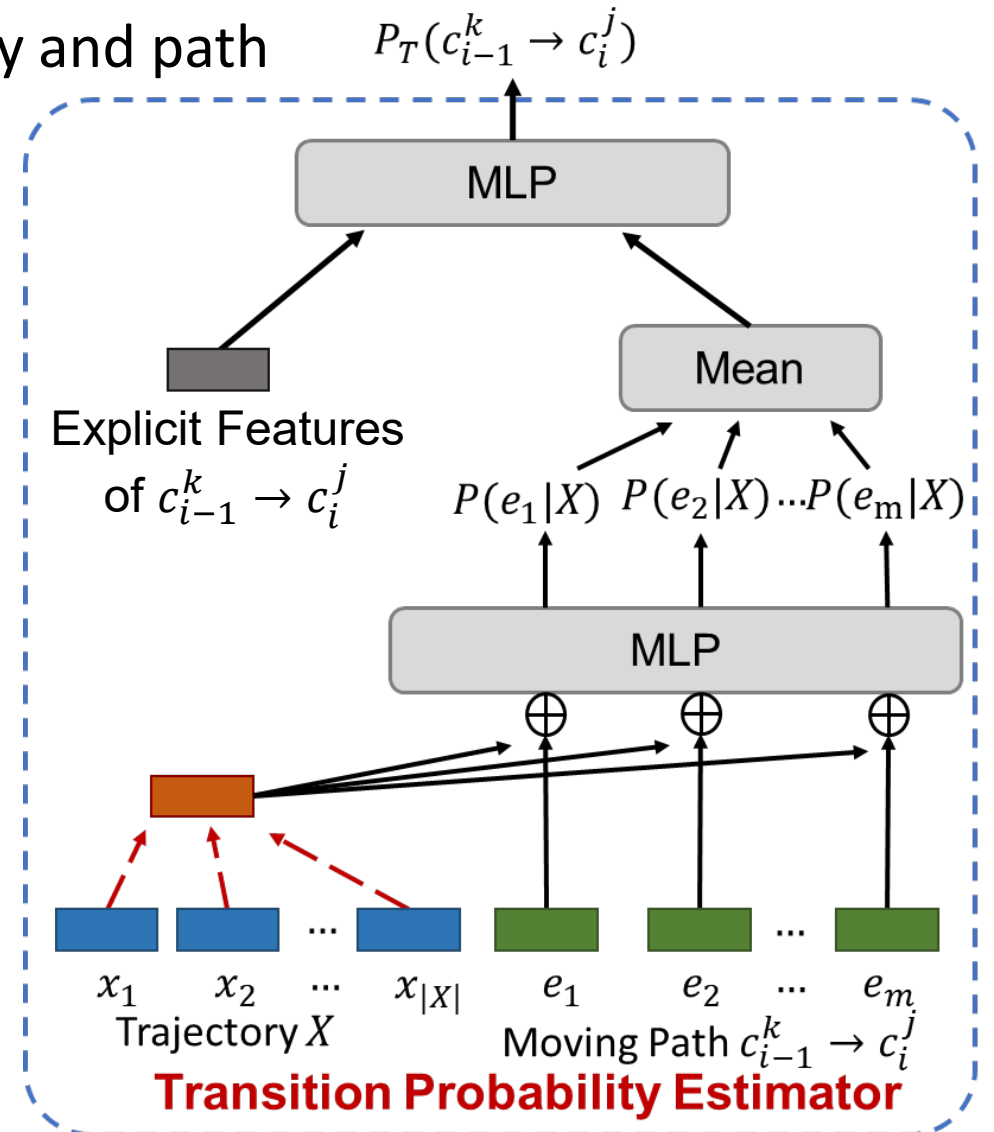 y and path
P_T(c_{i-1}^k → c_i^j)
MLP
Mean
Explicit Features
of c_{i-1}^k → c_i^j
P(e_1|X) P(e_2|X) ...P(e_m|X)
MLP
⊕ ⊕ ⊕
... ...
x_1 x_2 ... x_{|X|} e_1 e_2 ... e_m
Trajectory X
Moving Path c_{i-1}^k → c_i^j
Transition Probability Estimator